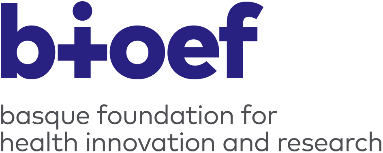 bioef
basque foundation for
health innovation and research